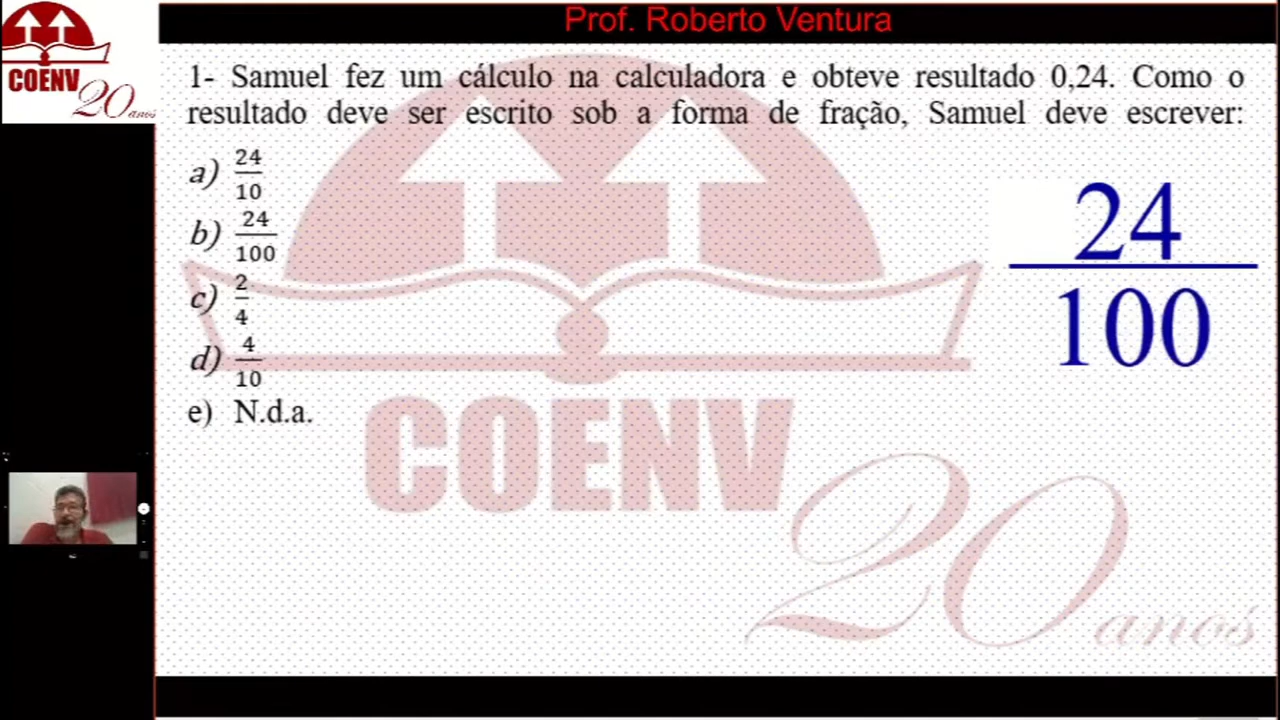 Prof. Roberto Ventura
COENV
20 anos
1- Samuel fez um cálculo na calculadora e obteve resultado 0,24. Como o
resultado deve ser escrito sob a forma de fração, Samuel deve escrever:
a) 24/10
b) 24/100
c) 2/4
d) 4/10
e) N.d.a.
24
100
COENV
20 anos